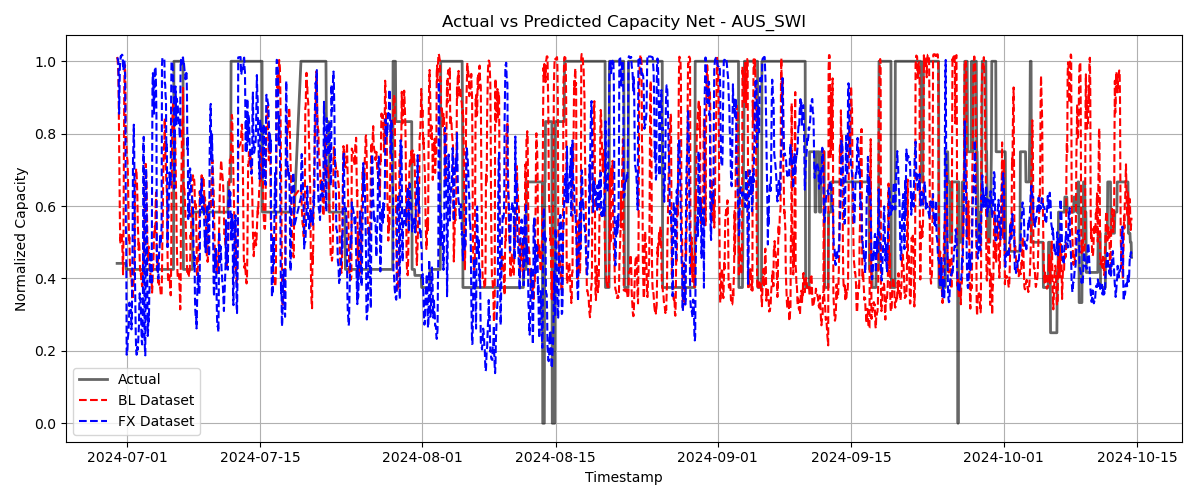 Actual vs Predicted Capacity Net - AUS_SWI
Normalized Capacity
1.0
0.8
0.6
0.4
0.2
0.0
Actual
BL Dataset
FX Dataset
2024-07-01
2024-07-15
2024-08-01
2024-08-15
2024-09-01
2024-09-15
2024-10-01
2024-10-15
Timestamp